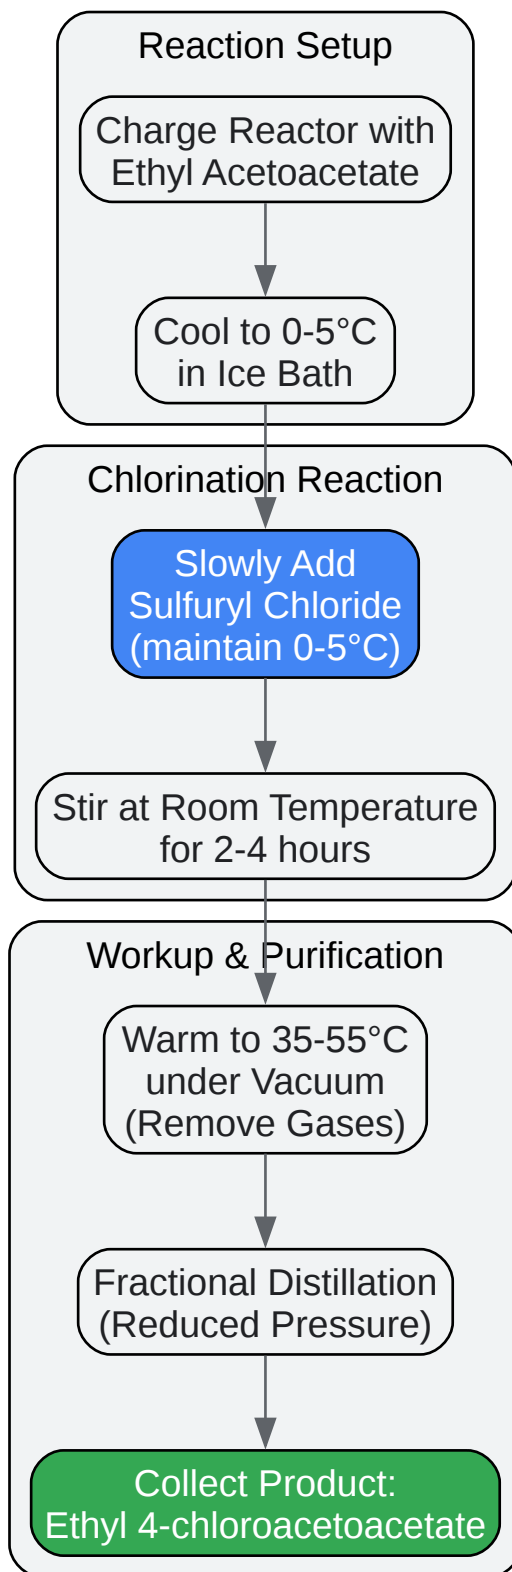 Reaction Setup
Charge Reactor with
Ethyl Acetoacetate
Cool to 0-5°C
in Ice Bath
Chlorination Reaction
Slowly Add
Sulfuryl Chloride
(maintain 0-5°C)
Stir at Room Temperature
for 2-4 hours
Workup & Purification
Warm to 35-55°C
under Vacuum
(Remove Gases)
Fractional Distillation
(Reduced Pressure)
Collect Product:
Ethyl 4-chloroacetoacetate